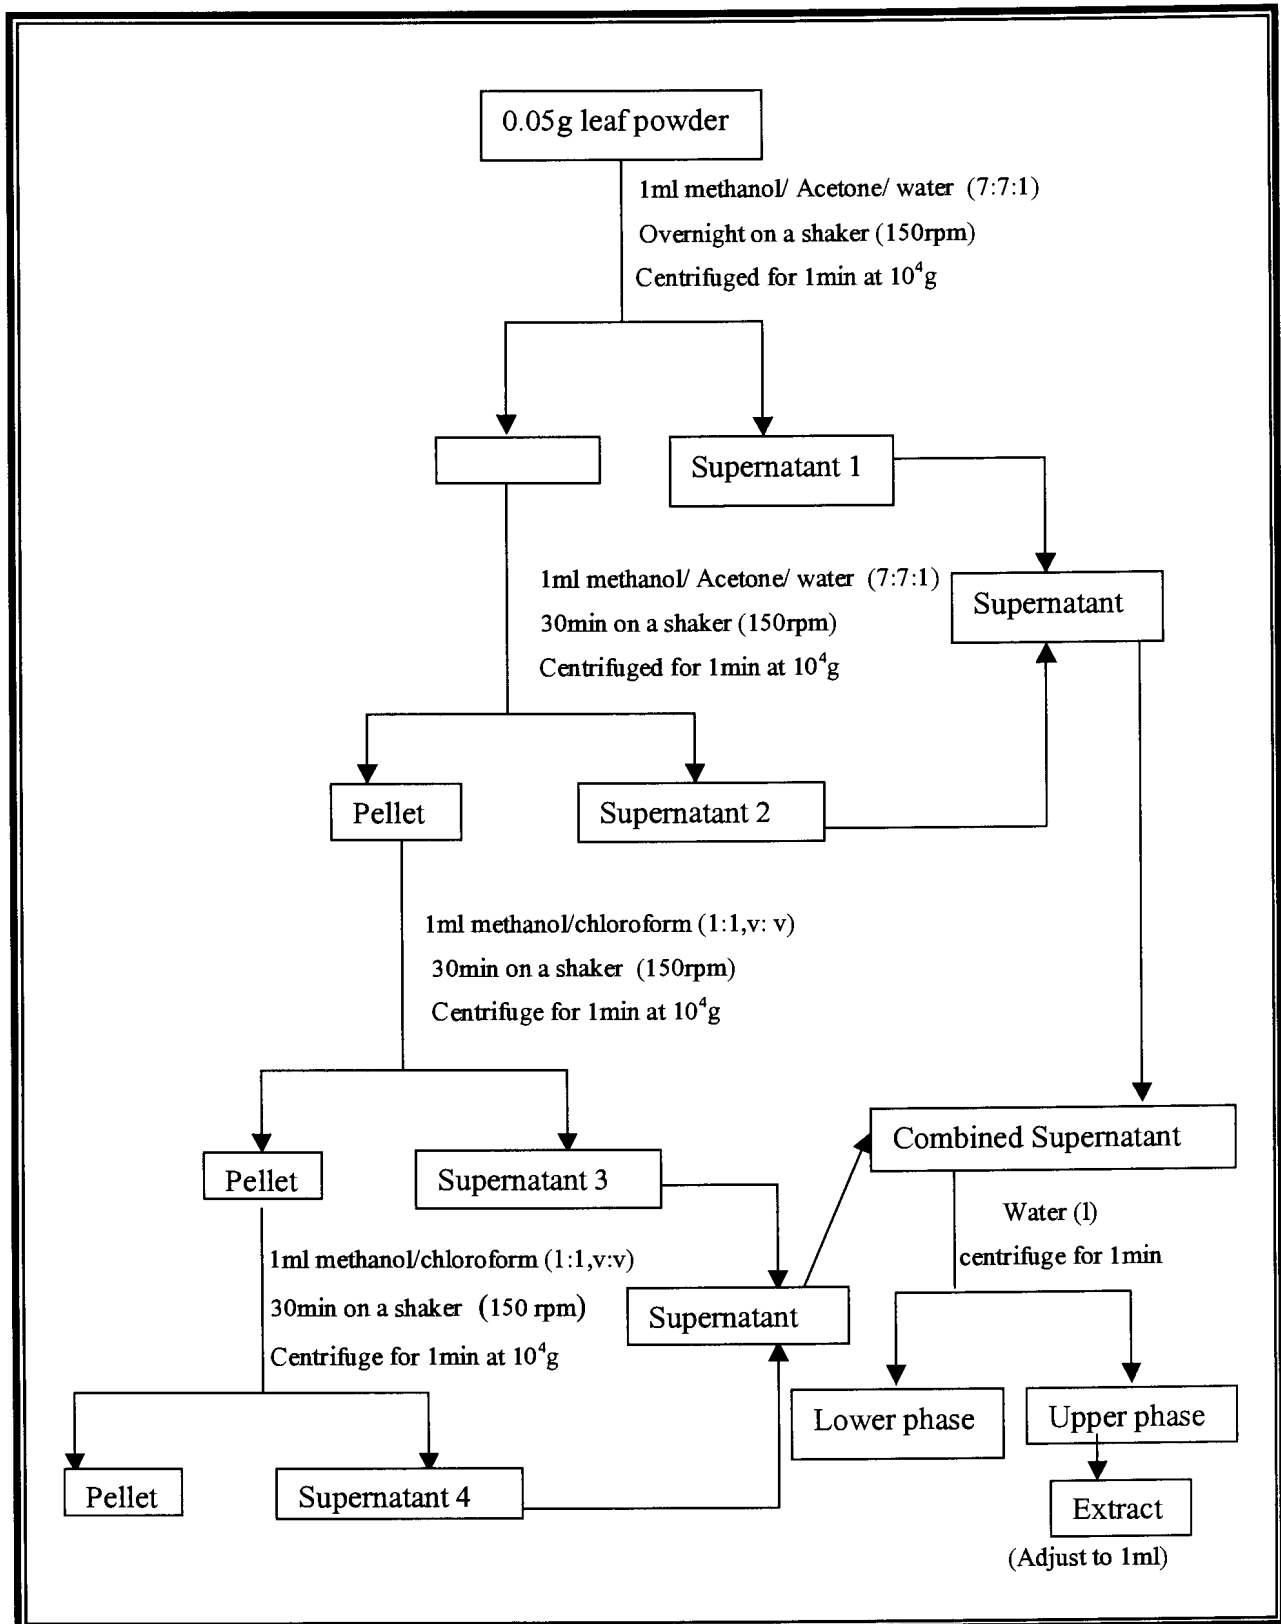 0.05g leaf powder
1ml methanol/ Acetone/ water (7:7:1)
Overnight on a shaker (150rpm)
Centrifuged for 1min at 10⁴g
Supernatant 1
1ml methanol/ Acetone/ water (7:7:1)
30min on a shaker (150rpm)
Centrifuged for 1min at 10⁴g
Supernatant
Pellet
Supernatant 2
1ml methanol/chloroform (1:1,v: v)
30min on a shaker (150rpm)
Centrifuge for 1min at 10⁴g
Combined Supernatant
Pellet
Supernatant 3
Water (l)
centrifuge for 1min
1ml methanol/chloroform (1:1,v:v)
30min on a shaker (150 rpm)
Centrifuge for 1min at 10⁴g
Supernatant
Lower phase
Upper phase
Pellet
Supernatant 4
Extract
(Adjust to 1ml)